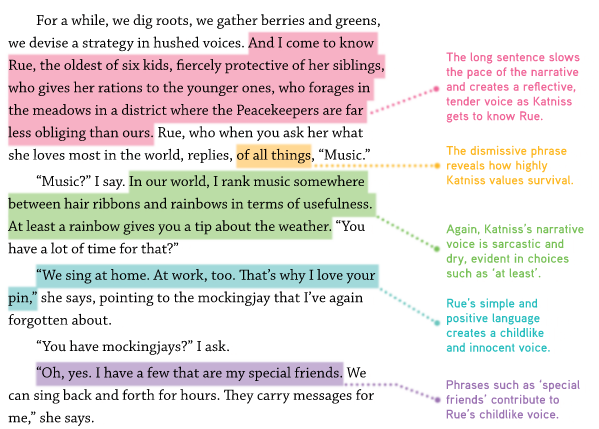 For a while, we dig roots, we gather berries and greens,
we devise a strategy in hushed voices. And I come to know
Rue, the oldest of six kids, fiercely protective of her siblings,
who gives her rations to the younger ones, who forages in
the meadows in a district where the Peacekeepers are far
less obliging than ours. Rue, who when you ask her what
she loves most in the world, replies, of all things, “Music.”
“Music?” I say. In our world, I rank music somewhere
between hair ribbons and rainbows in terms of usefulness.
At least a rainbow gives you a tip about the weather. “You
have a lot of time for that?”
“We sing at home. At work, too. That’s why I love your
pin,” she says, pointing to the mockingjay that I’ve again
forgotten about.
“You have mockingjays?” I ask.
“Oh, yes. I have a few that are my special friends. We
can sing back and forth for hours. They carry messages for
me,” she says.
The long sentence slows
the pace of the narrative
and creates a reflective,
tender voice as Katniss
gets to know Rue.
The dismissive phrase
reveals how highly
Katniss values survival.
Again, Katniss’s narrative
voice is sarcastic and
dry, evident in choices
such as ‘at least’.
Rue’s simple and
positive language
creates a childlike
and innocent voice.
Phrases such as ‘special
friends’ contribute to
Rue’s childlike voice.